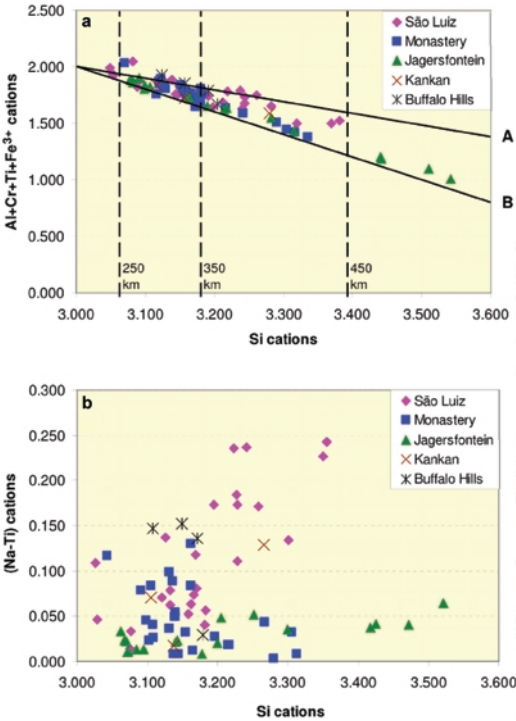 2.500
a
São Luiz
Monastery
Jagersfontein
Kankan
Buffalo Hills
2.000
1.500
1.000
0.500
0.000
Al+Cr+Ti+Fe³⁺ cations
A
B
250
km
350
km
450
km
3.000 3.100 3.200 3.300 3.400 3.500 3.600
Si cations
0.300
b
São Luiz
Monastery
Jagersfontein
Kankan
Buffalo Hills
0.250
0.200
0.150
0.100
0.050
0.000
(Na-Ti) cations
3.000 3.100 3.200 3.300 3.400 3.500 3.600
Si cations